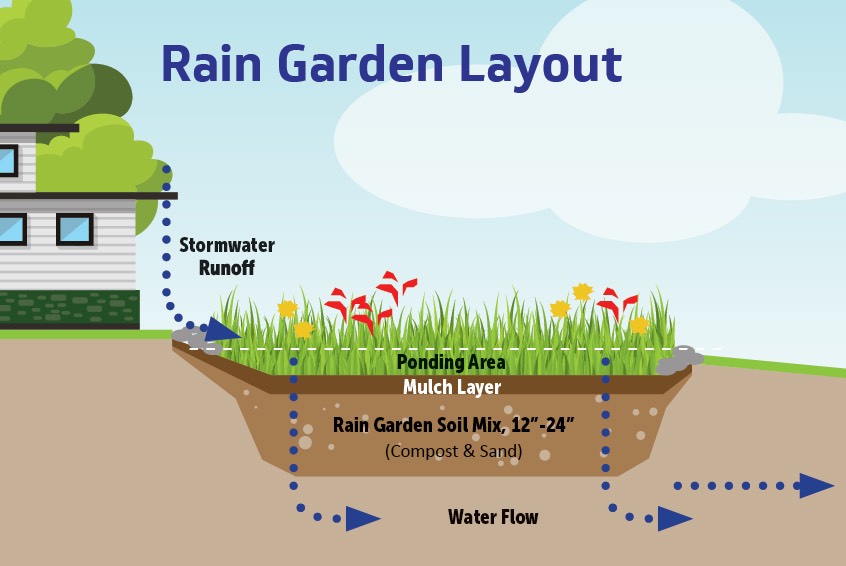 Rain Garden Layout
Stormwater
Runoff
Ponding Area
Mulch Layer
Rain Garden Soil Mix, 12”-24”
(Compost & Sand)
Water Flow